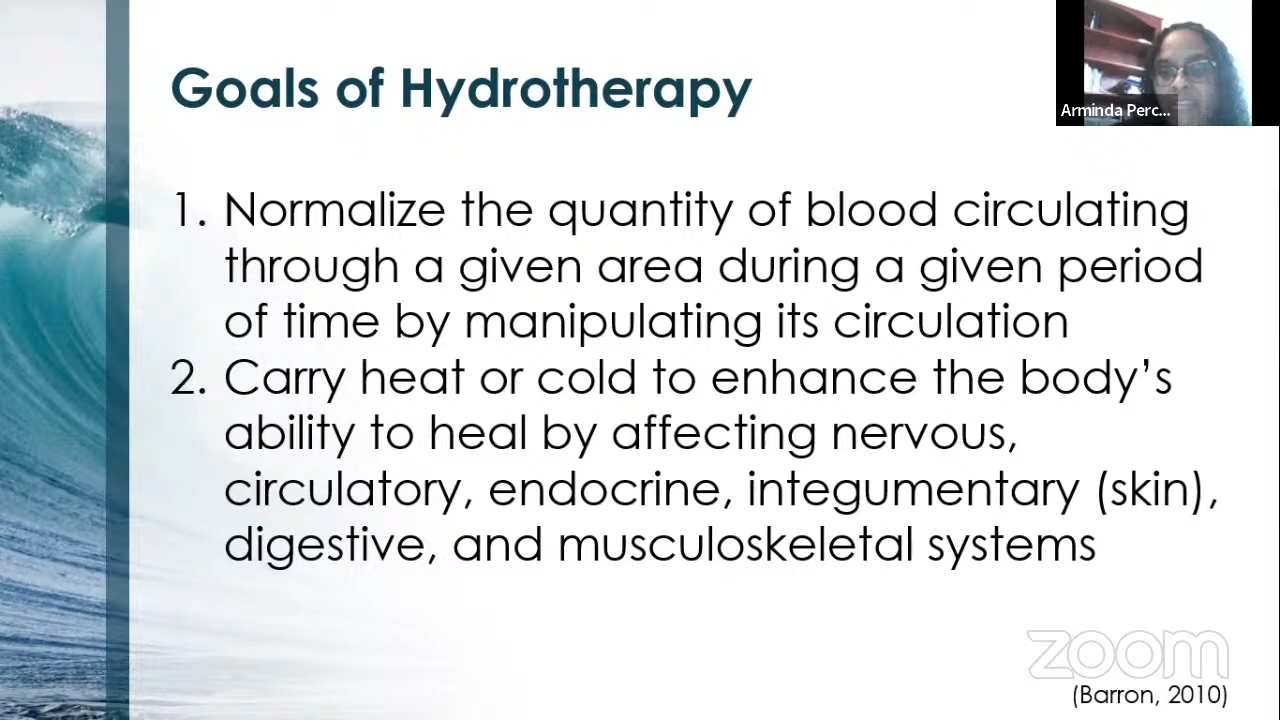 Goals of Hydrotherapy
Arminda Perc...
1. Normalize the quantity of blood circulating
through a given area during a given period
of time by manipulating its circulation
2. Carry heat or cold to enhance the body’s
ability to heal by affecting nervous,
circulatory, endocrine, integumentary (skin),
digestive, and musculoskeletal systems
zoom
(Barron, 2010)